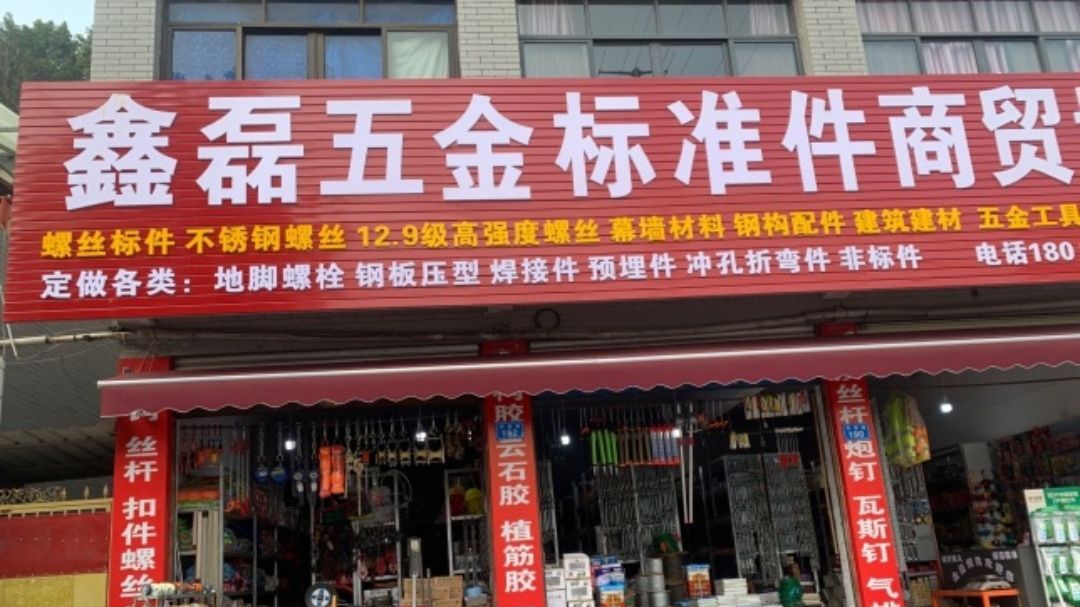 鑫磊五金标准件商贸
螺丝标件 不锈钢螺丝 12.9级高强度螺丝 幕墙材料 钢构配件 建筑建材 五金工具
定做各类：地脚螺栓 钢板压型 焊接件 预埋件 冲孔折弯件 非标件 电话180
丝杆 扣件螺丝
胶 云石胶 植筋胶
192
丝杆 炮钉 瓦斯钉 气
190